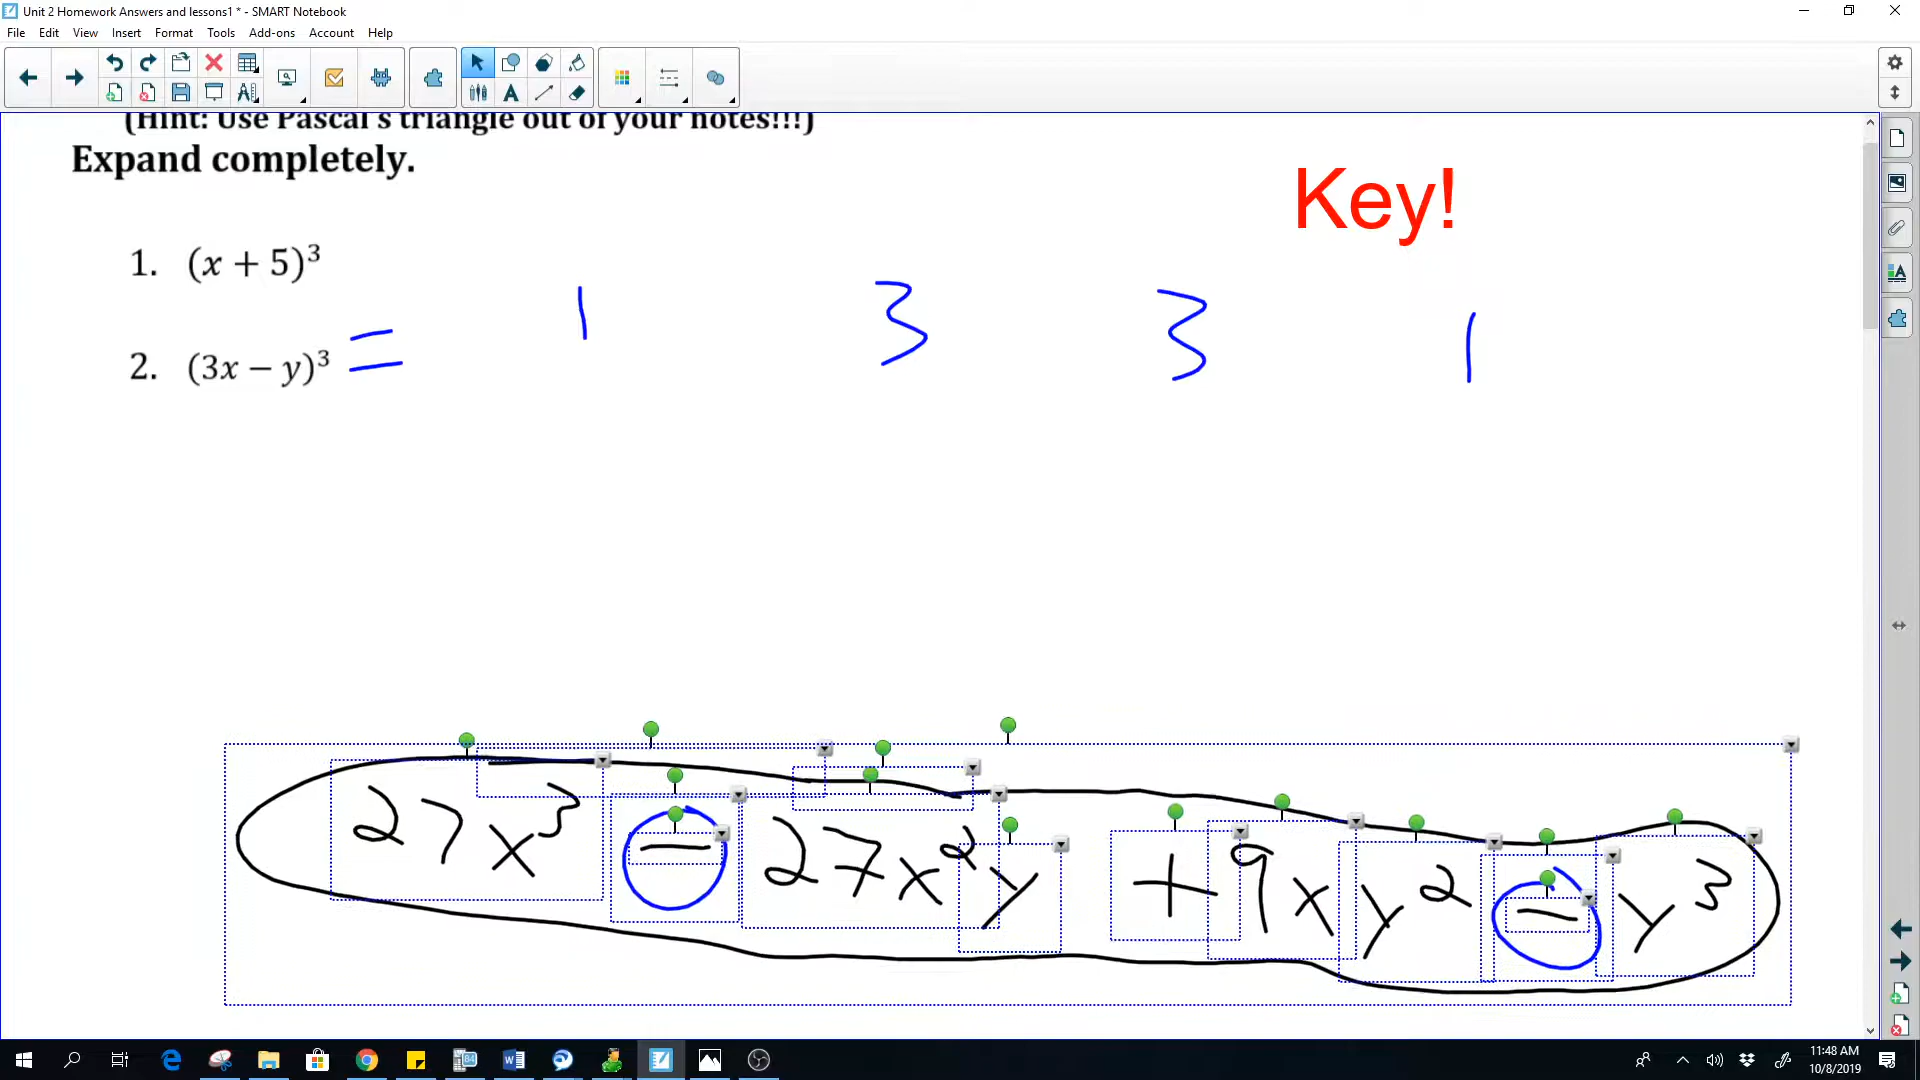 Unit 2 Homework Answers and lessons1 * - SMART Notebook
File Edit View Insert Format Tools Add-ons Account Help
(Hint: Use Pascal's triangle out of your notes!!!)
Expand completely.
Key!
1. (x + 5)³
1 3 3 1
2. (3x − y)³ =
27x³ − 27x²y + 9xy² − y³
11:48 AM
10/8/2019